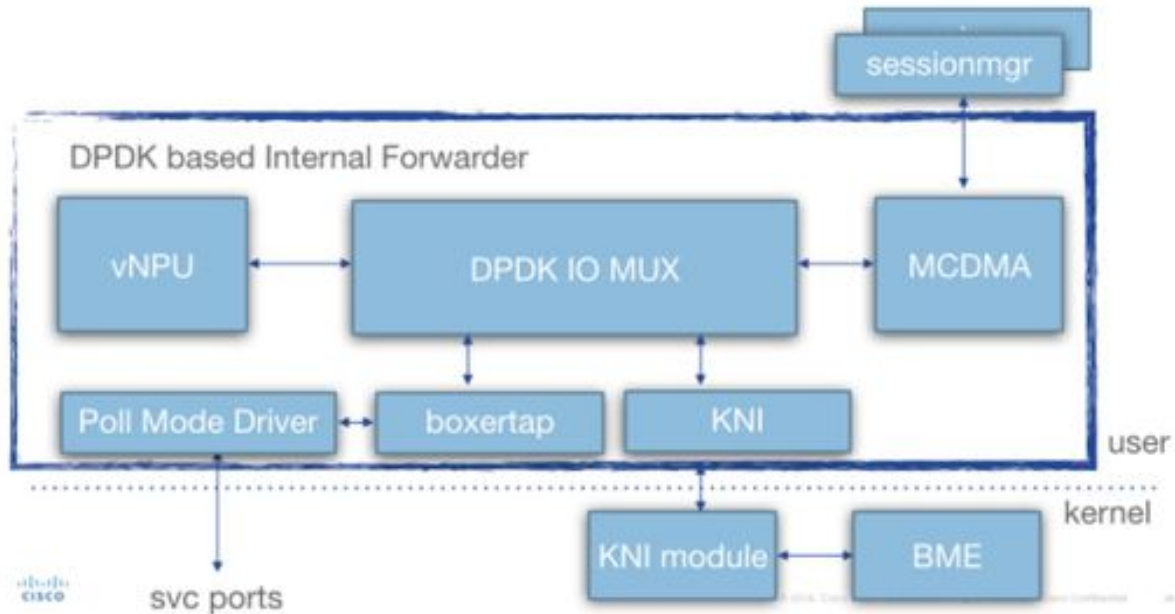 sessionmgr
DPDK based Internal Forwarder
vNPU
DPDK IO MUX
MCDMA
Poll Mode Driver
boxertap
KNI
user
kernel
KNI module
BME
CISCO
svc ports